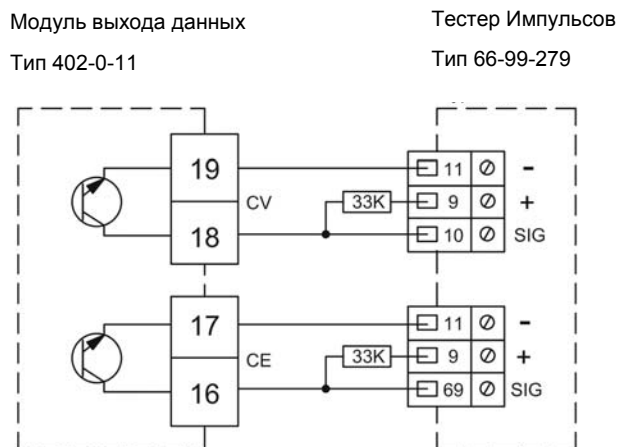 Модуль выхода данных
Тип 402-0-11
Тестер Импульсов
Тип 66-99-279
19
CV
18
33K
11 -
9 +
10 SIG
17
CE
16
33K
11 -
9 +
69 SIG